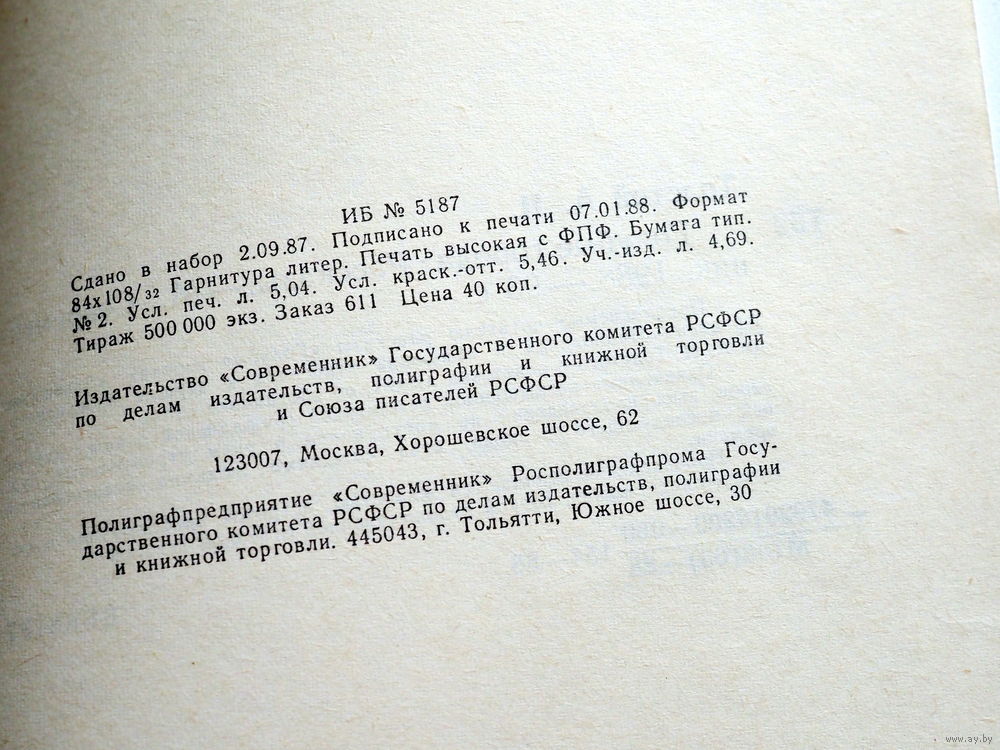 ИБ № 5187
Сдано в набор 2.09.87. Подписано к печати 07.01.88. Формат
84х108/32 Гарнитура литер. Печать высокая с ФПФ. Бумага тип.
№ 2. Усл. печ. л. 5,04. Усл. краск.-отт. 5,46. Уч.-изд. л. 4,69.
Тираж 500 000 экз. Заказ 611 Цена 40 коп.
Издательство «Современник» Государственного комитета РСФСР
по делам издательств, полиграфии и книжной торговли
и Союза писателей РСФСР
123007, Москва, Хорошевское шоссе, 62
Полиграфпредприятие «Современник» Росполиграфпрома Госу-
дарственного комитета РСФСР по делам издательств, полиграфии
и книжной торговли. 445043, г. Тольятти, Южное шоссе, 30
www.ay.by